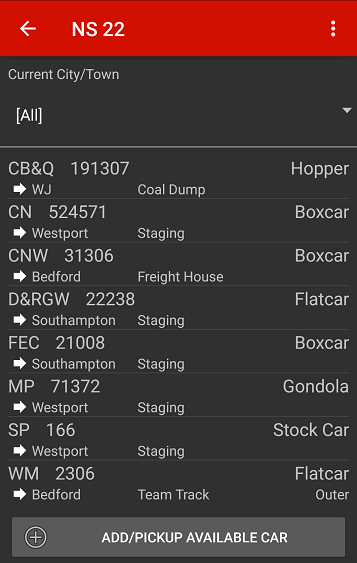 NS 22
Current City/Town
[All]
CB&Q 191307 Hopper
WJ Coal Dump
CN 524571 Boxcar
Westport Staging
CNW 31306 Boxcar
Bedford Freight House
D&RGW 22238 Flatcar
Southampton Staging
FEC 21008 Boxcar
Southampton Staging
MP 71372 Gondola
Westport Staging
SP 166 Stock Car
Westport Staging
WM 2306 Flatcar
Bedford Team Track Outer
ADD/PICKUP AVAILABLE CAR